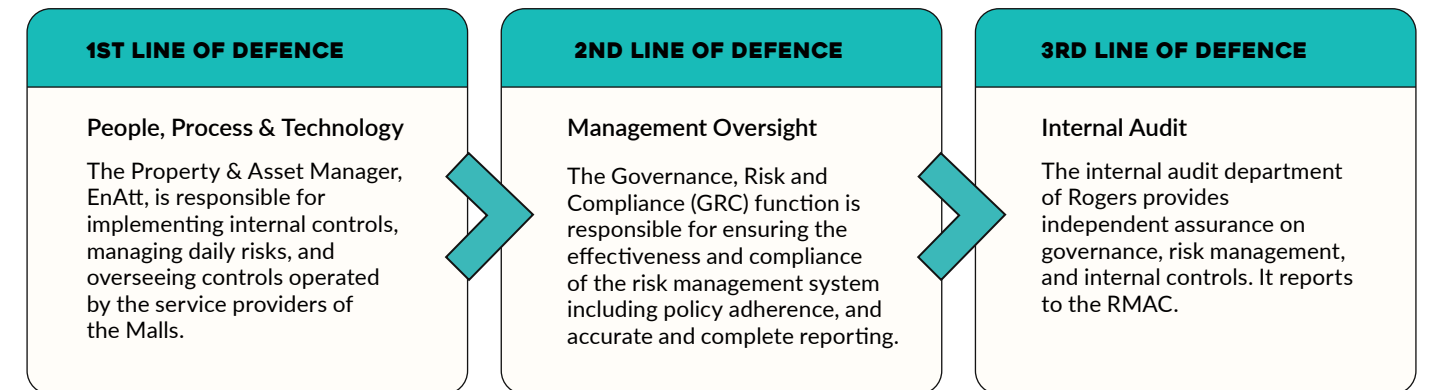 1ST LINE OF DEFENCE
People, Process & Technology
The Property & Asset Manager,
EnAtt, is responsible for
implementing internal controls,
managing daily risks, and
overseeing controls operated
by the service providers of
the Malls.
2ND LINE OF DEFENCE
Management Oversight
The Governance, Risk and
Compliance (GRC) function is
responsible for ensuring the
effectiveness and compliance
of the risk management system
including policy adherence, and
accurate and complete reporting.
3RD LINE OF DEFENCE
Internal Audit
The internal audit department
of Rogers provides
independent assurance on
governance, risk management,
and internal controls. It reports
to the RMAC.